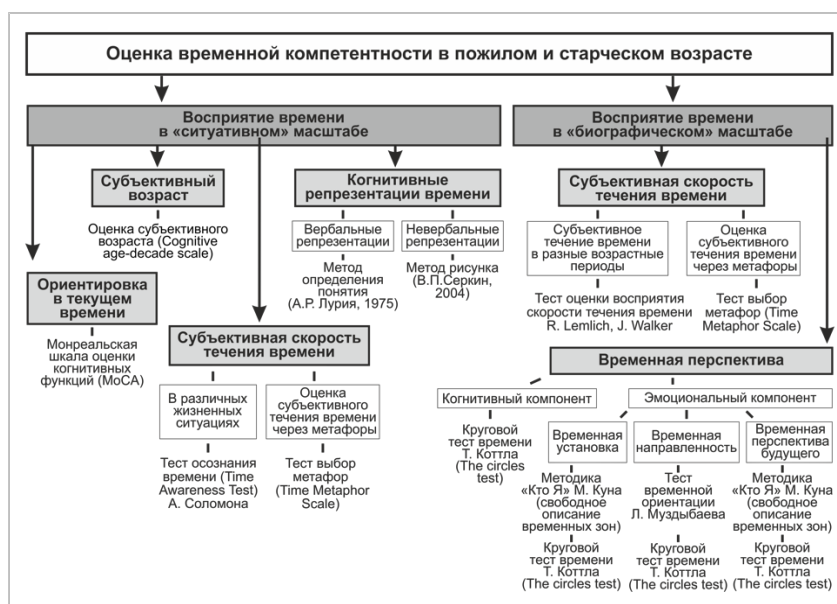 Оценка временной компетентности в пожилом и старческом возрасте
Восприятие времени
в «ситуативном» масштабе
Восприятие времени
в «биографическом» масштабе
Субъективный
возраст
Оценка субъективного
возраста (Cognitive
age-decade scale)
Когнитивные
репрезентации времени
Вербальные
репрезентации
Метод
определения
понятия
(А.Р. Лурия, 1975)
Невербальные
репрезентации
Метод рисунка
(В.П.Серкин,
2004)
Ориентировка
в текущем
времени
Монреальская
шкала оценки
когнитивных
функций (МоСА)
Субъективная скорость
течения времени
В различных
жизненных
ситуациях
Тест осознания
времени (Time
Awareness Test)
А. Соломона
Оценка
субъективного
течения времени
через метафоры
Тест выбор
метафор
(Time Metaphor
Scale)
Субъективная скорость
течения времени
Субъективное
течение времени
в разные возрастные
периоды
Тест оценки восприятия
скорости течения времени
R. Lemlich, J. Walker
Оценка
субъективного
течения времени
через метафоры
Тест выбор
метафор (Time
Metaphor Scale)
Временная перспектива
Когнитивный компонент
Круговой
тест времени
Т. Коттла
(The circles test)
Эмоциональный компонент
Временная
установка
Методика
«Кто Я» М. Куна
(свободное
описание
временных зон)
Круговой
тест времени
Т. Коттла
(The circles test)
Временная
направленность
Тест
временной
ориентации
Л. Муздыбаева
Круговой
тест времени
Т. Коттла
(The circles test)
Временная
перспектива
будущего
Методика
«Кто Я» М. Куна
(свободное
описание
временных зон)
Круговой
тест времени
Т. Коттла
(The circles test)